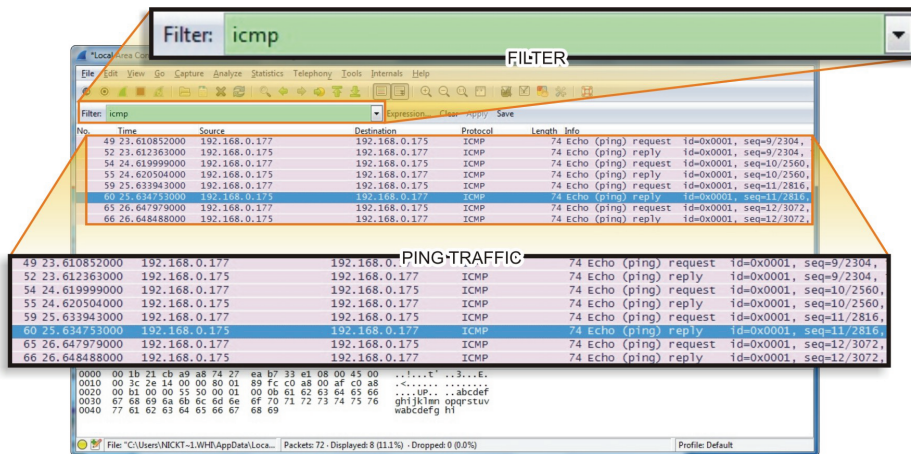 Filter: icmp
FILTER
*Local Area Con
File Edit View Go Capture Analyze Statistics Telephony Tools Internals Help
Filter: icmp Expression... Clear Apply Save
No. Time Source Destination Protocol Length Info
49 23.610852000 192.168.0.177 192.168.0.175 ICMP 74 Echo (ping) request id=0x0001, seq=9/2304,
52 23.612363000 192.168.0.175 192.168.0.177 ICMP 74 Echo (ping) reply id=0x0001, seq=9/2304,
54 24.619999000 192.168.0.177 192.168.0.175 ICMP 74 Echo (ping) request id=0x0001, seq=10/2560,
55 24.620504000 192.168.0.175 192.168.0.177 ICMP 74 Echo (ping) reply id=0x0001, seq=10/2560,
59 25.633943000 192.168.0.177 192.168.0.175 ICMP 74 Echo (ping) request id=0x0001, seq=11/2816,
60 25.634753000 192.168.0.175 192.168.0.177 ICMP 74 Echo (ping) reply id=0x0001, seq=11/2816,
65 26.647979000 192.168.0.177 192.168.0.175 ICMP 74 Echo (ping) request id=0x0001, seq=12/3072,
66 26.648488000 192.168.0.175 192.168.0.177 ICMP 74 Echo (ping) reply id=0x0001, seq=12/3072,
PING TRAFFIC
49 23.610852000 192.168.0.177 192.168.0. ICMP 74 Echo (ping) request id=0x0001, seq=9/2304,
52 23.612363000 192.168.0.175 192.168.0.177 ICMP 74 Echo (ping) reply id=0x0001, seq=9/2304,
54 24.619999000 192.168.0.177 192.168.0.175 ICMP 74 Echo (ping) request id=0x0001, seq=10/2560,
55 24.620504000 192.168.0.175 192.168.0.177 ICMP 74 Echo (ping) reply id=0x0001, seq=10/2560,
59 25.633943000 192.168.0.177 192.168.0.175 ICMP 74 Echo (ping) request id=0x0001, seq=11/2816,
60 25.634753000 192.168.0.175 192.168.0.177 ICMP 74 Echo (ping) reply id=0x0001, seq=11/2816,
65 26.647979000 192.168.0.177 192.168.0.175 ICMP 74 Echo (ping) request id=0x0001, seq=12/3072,
66 26.648488000 192.168.0.175 192.168.0.177 ICMP 74 Echo (ping) reply id=0x0001, seq=12/3072,
0000 00 1b 21 cb a9 a8 74 27 ea b7 33 e1 08 00 45 00 ..!...t' ..3...E.
0010 00 3c 2e 14 00 00 80 01 89 fc c0 a8 00 af c0 a8 .<...... ........
0020 00 b1 00 00 55 50 00 01 00 0b 61 62 63 64 65 66 ....UP.. ..abcdef
0030 67 68 69 6a 6b 6c 6d 6e 6f 70 71 72 73 74 75 76 ghijklmn opqrstuv
0040 77 61 62 63 64 65 66 67 68 69 wabcdefg hi
File: "C:\Users\NICKT~1.WHI\AppData\Loca... Packets: 72 · Displayed: 8 (11.1%) · Dropped: 0 (0.0%) Profile: Default